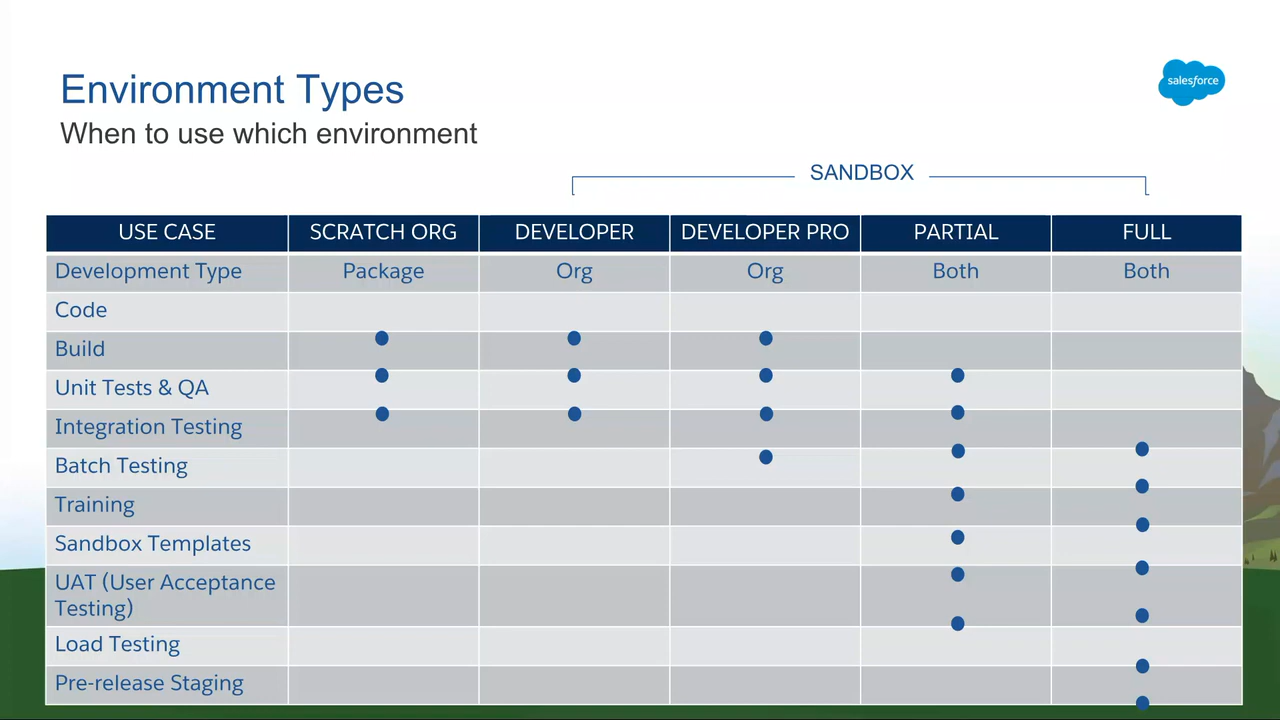 Environment Types
salesforce
When to use which environment
SANDBOX
USE CASE SCRATCH ORG DEVELOPER DEVELOPER PRO PARTIAL FULL
Development Type Package Org Org Both Both
Code
Build
Unit Tests & QA
Integration Testing
Batch Testing
Training
Sandbox Templates
UAT (User Acceptance
Testing)
Load Testing
Pre-release Staging